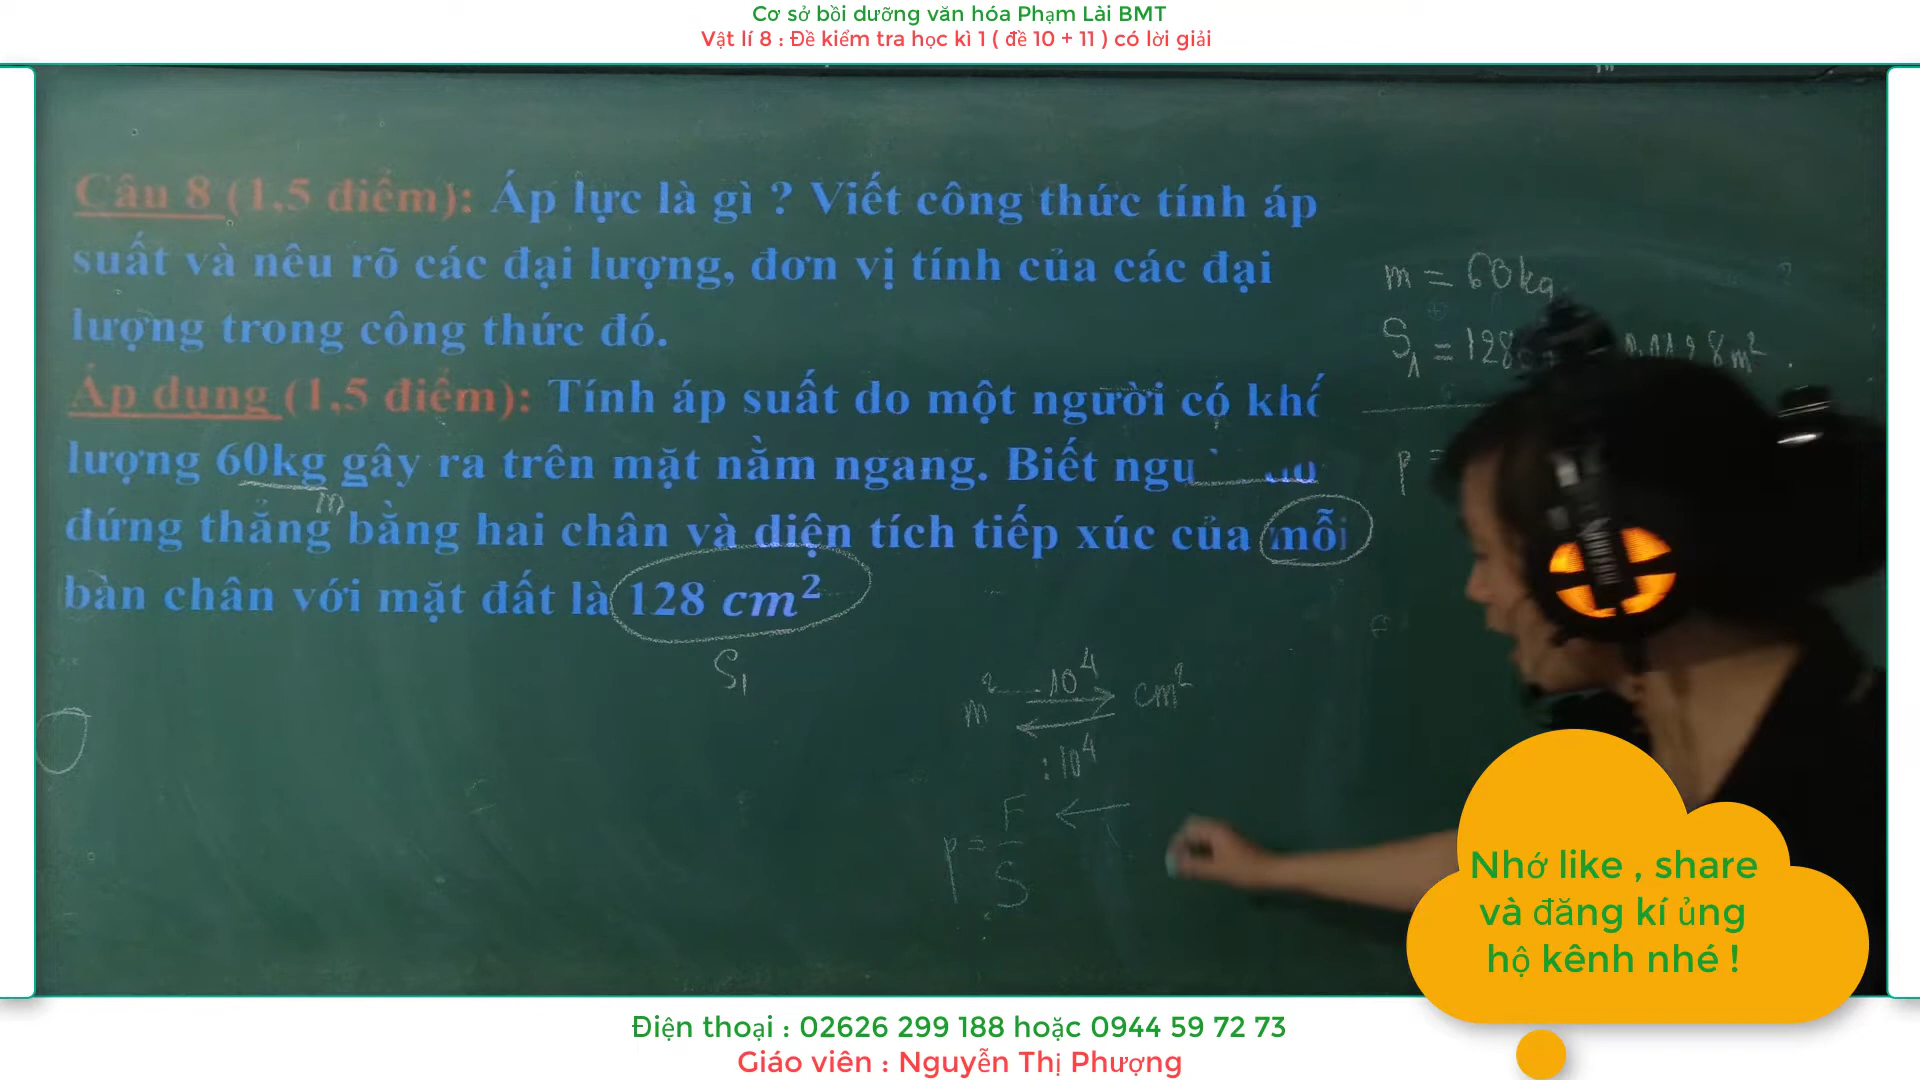 Cơ sở bồi dưỡng văn hóa Phạm Lài BMT
Vật lí 8 : Đề kiểm tra học kì 1 ( đề 10 + 11 ) có lời giải
Câu 8 (1,5 điểm): Áp lực là gì ? Viết công thức tính áp
suất và nêu rõ các đại lượng, đơn vị tính của các đại
lượng trong công thức đó.
Áp dụng (1,5 điểm): Tính áp suất do một người có
lượng 60kg gây ra trên mặt nằm ngang. Biết
m
đứng thẳng bằng hai chân và diện tích tiếp xúc của mỗi
bàn chân với mặt đất là 128 cm²
S₁
m = 60kg
S₁ = 128
p =
m² 10⁴ cm²
: 10⁴
p = F/S
Nhớ like , share
và đăng kí ủng
hộ kênh nhé !
Điện thoại : 02626 299 188 hoặc 0944 59 72 73
Giáo viên : Nguyễn Thị Phượng